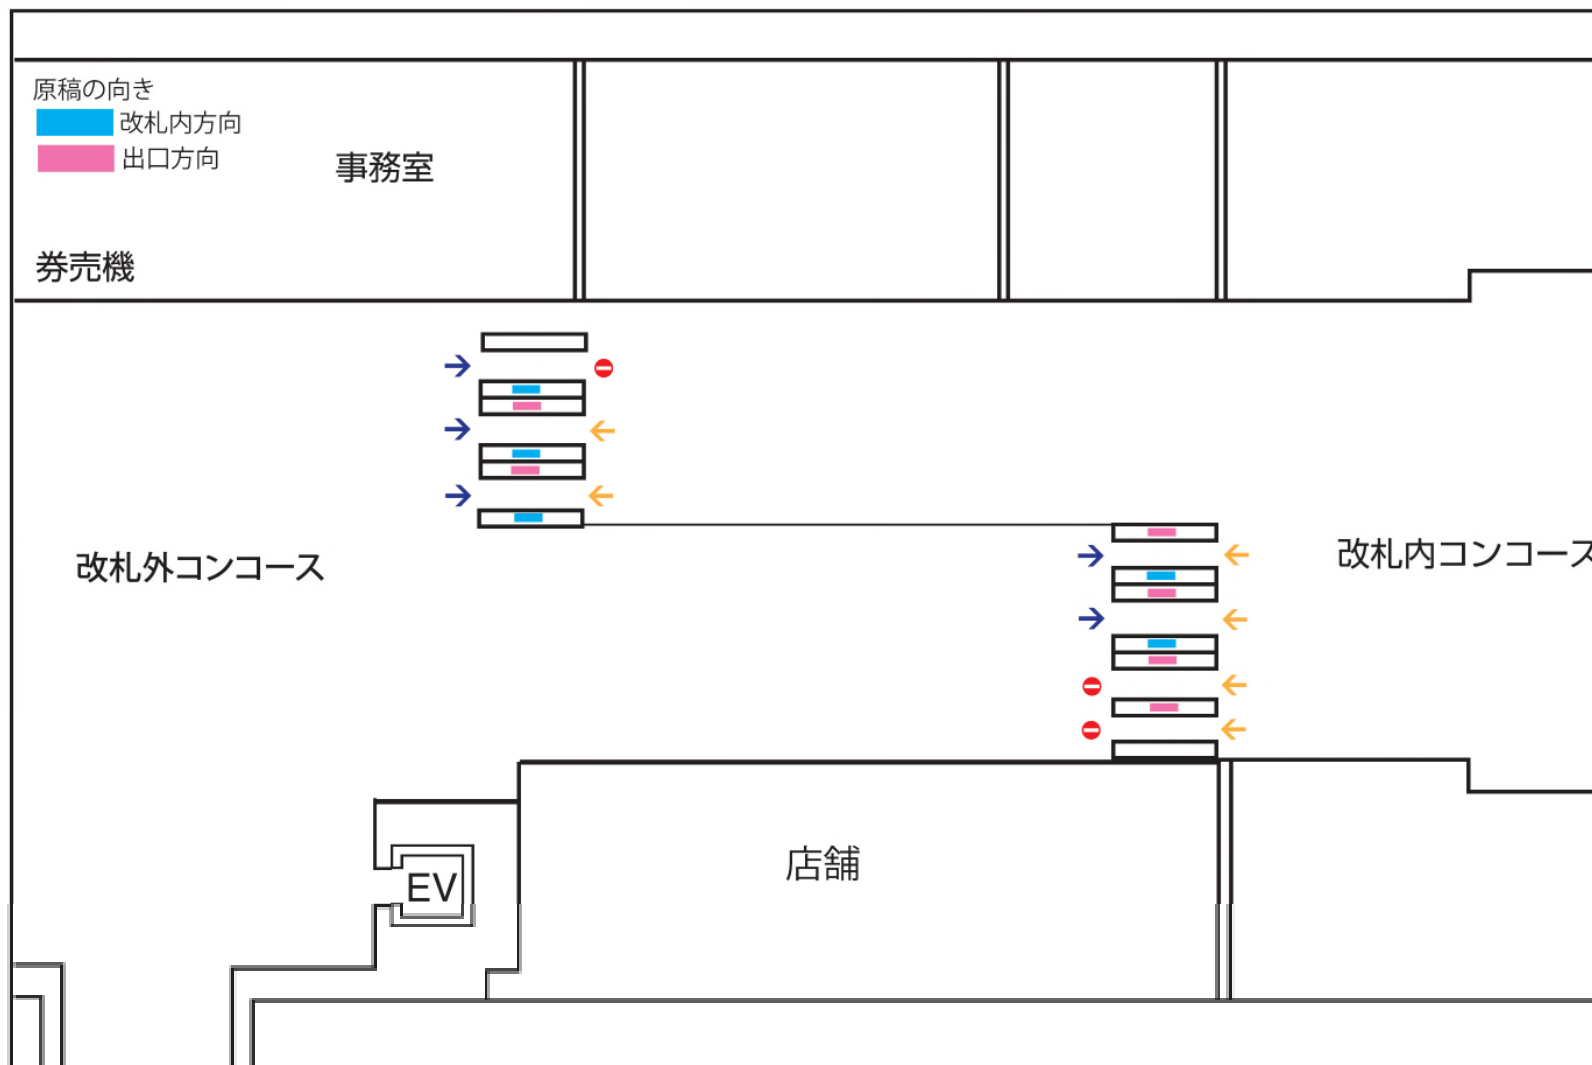 原稿の向き
改札内方向
出口方向
事務室
券売機
改札外コンコース
改札内コンコース
店舗
EV